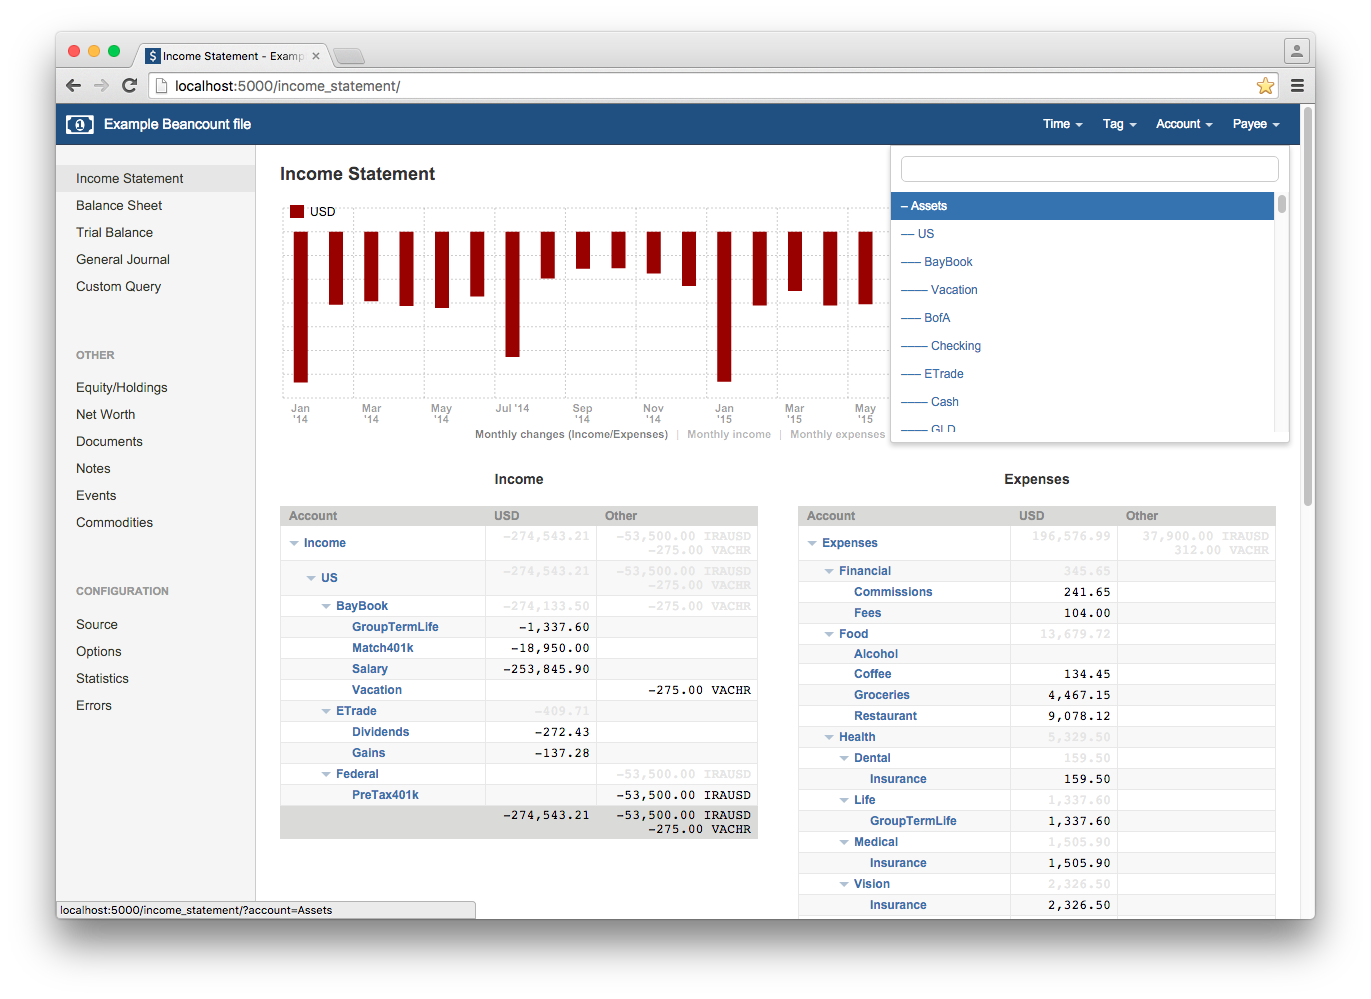 Income Statement - Examp
localhost:5000/income_statement/
Example Beancount file
Time
Tag
Account
Payee
Income Statement
Balance Sheet
Trial Balance
General Journal
Custom Query
OTHER
Equity/Holdings
Net Worth
Documents
Notes
Events
Commodities
CONFIGURATION
Source
Options
Statistics
Errors
Income Statement
USD
Jan '14
Mar '14
May '14
Jul '14
Sep '14
Nov '14
Jan '15
Mar '15
May '15
Monthly changes (Income/Expenses) | Monthly income | Monthly expenses
– Assets
–– US
––– BayBook
–––– Vacation
––– BofA
–––– Checking
––– ETrade
–––– Cash
–––– GLD
Income
Account USD Other
Income -274,543.21 -53,500.00 IRAUSD
-275.00 VACHR
US -274,543.21 -53,500.00 IRAUSD
-275.00 VACHR
BayBook -274,133.50 -275.00 VACHR
GroupTermLife -1,337.60
Match401k -18,950.00
Salary -253,845.90
Vacation -275.00 VACHR
ETrade -409.71
Dividends -272.43
Gains -137.28
Federal -53,500.00 IRAUSD
PreTax401k -53,500.00 IRAUSD
-274,543.21 -53,500.00 IRAUSD
-275.00 VACHR
Expenses
Account USD Other
Expenses 196,576.99 37,900.00 IRAUSD
312.00 VACHR
Financial 345.65
Commissions 241.65
Fees 104.00
Food 13,679.72
Alcohol
Coffee 134.45
Groceries 4,467.15
Restaurant 9,078.12
Health 5,329.50
Dental 159.50
Insurance 159.50
Life 1,337.60
GroupTermLife 1,337.60
Medical 1,505.90
Insurance 1,505.90
Vision 2,326.50
Insurance 2,326.50
localhost:5000/income_statement/?account=Assets